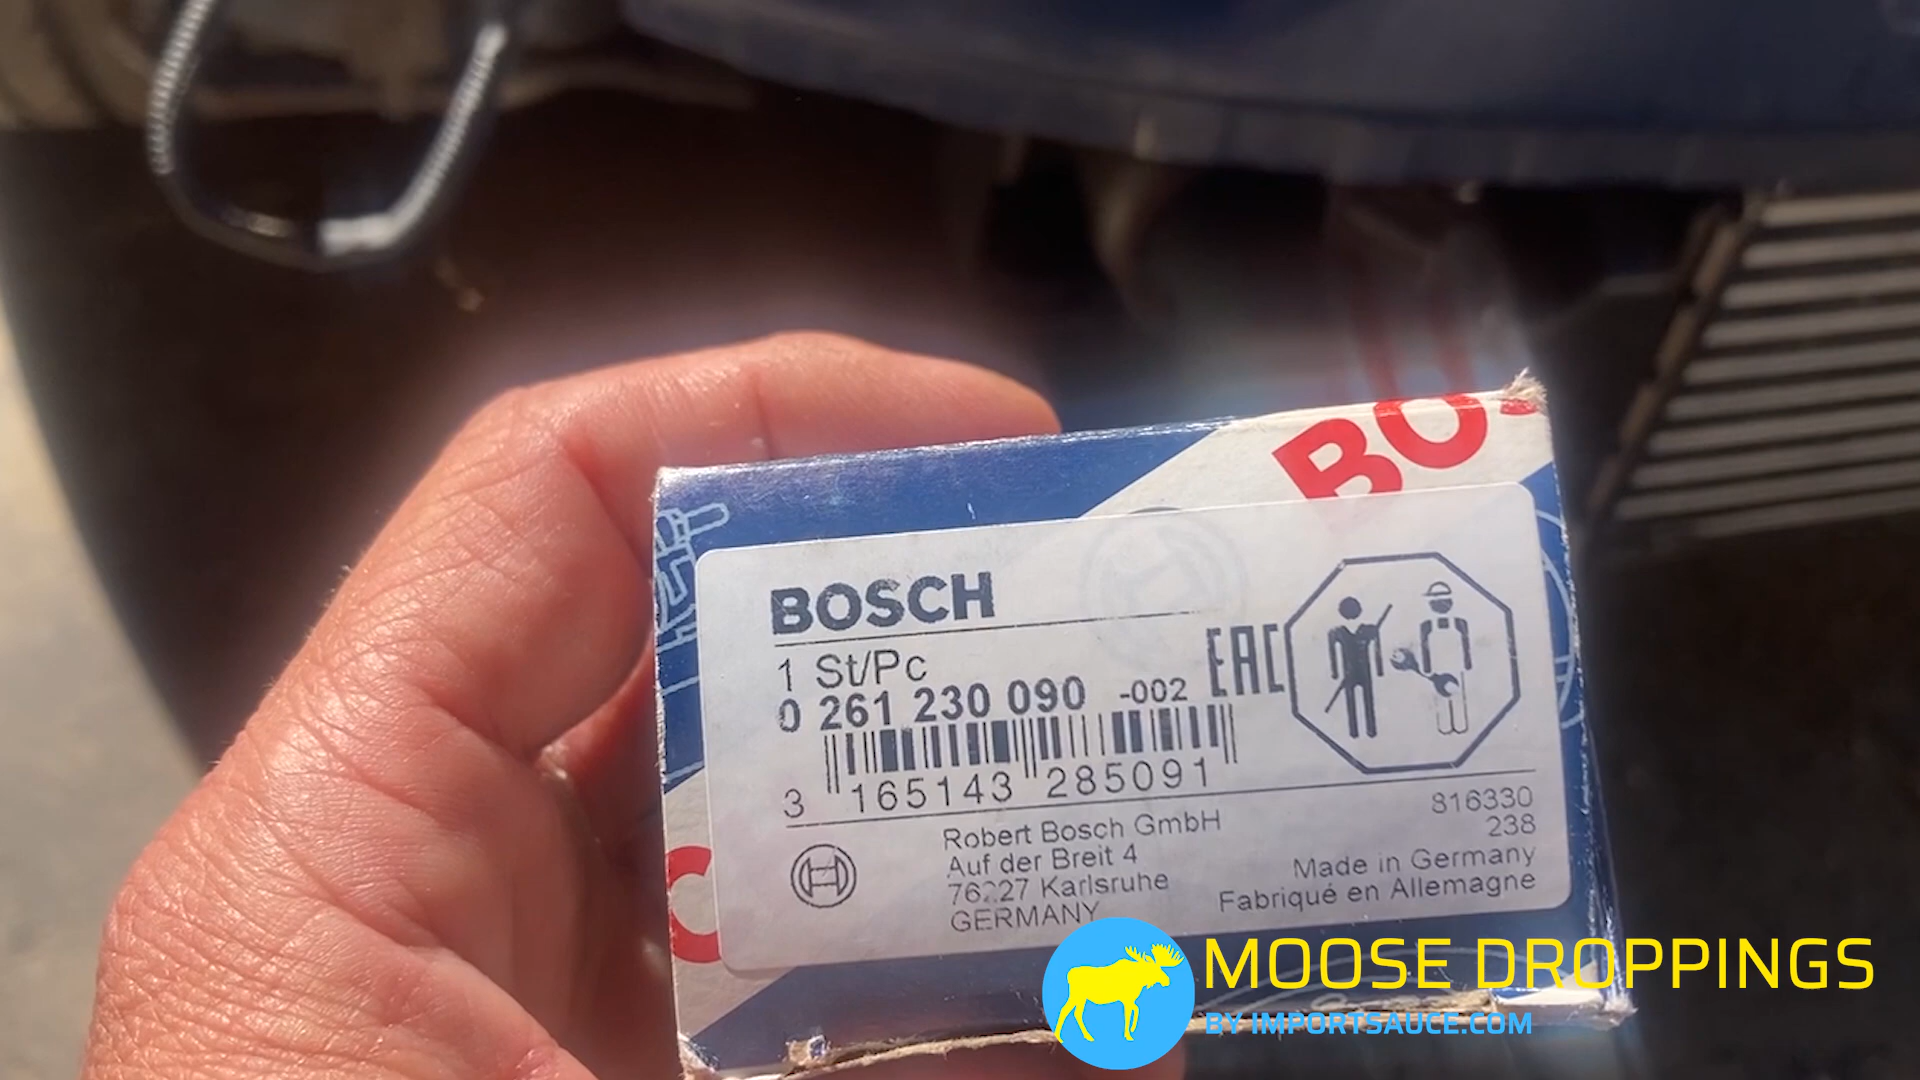 BO
BOSCH
1 St/Pc
0 261 230 090 -002
EAC
3 165143 285091
Robert Bosch GmbH
Auf der Breit 4
76227 Karlsruhe
GERMANY
816330
238
Made in Germany
Fabriqué en Allemagne
C
MOOSE DROPPINGS
BY IMPORTSAUCE.COM